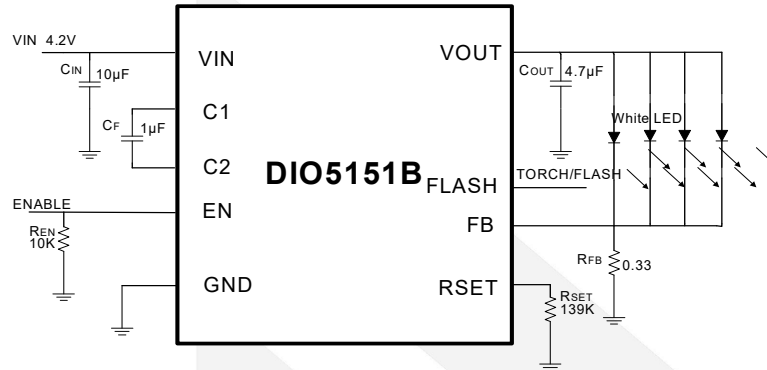 VIN 4.2V
CIN 10µF
VIN
VOUT
COUT 4.7µF
C1
CF 1µF
White LED
C2
DIO5151B
FLASH
TORCH/FLASH
ENABLE
EN
FB
REN
10K
RFB 0.33
GND
RSET
RSET
139K